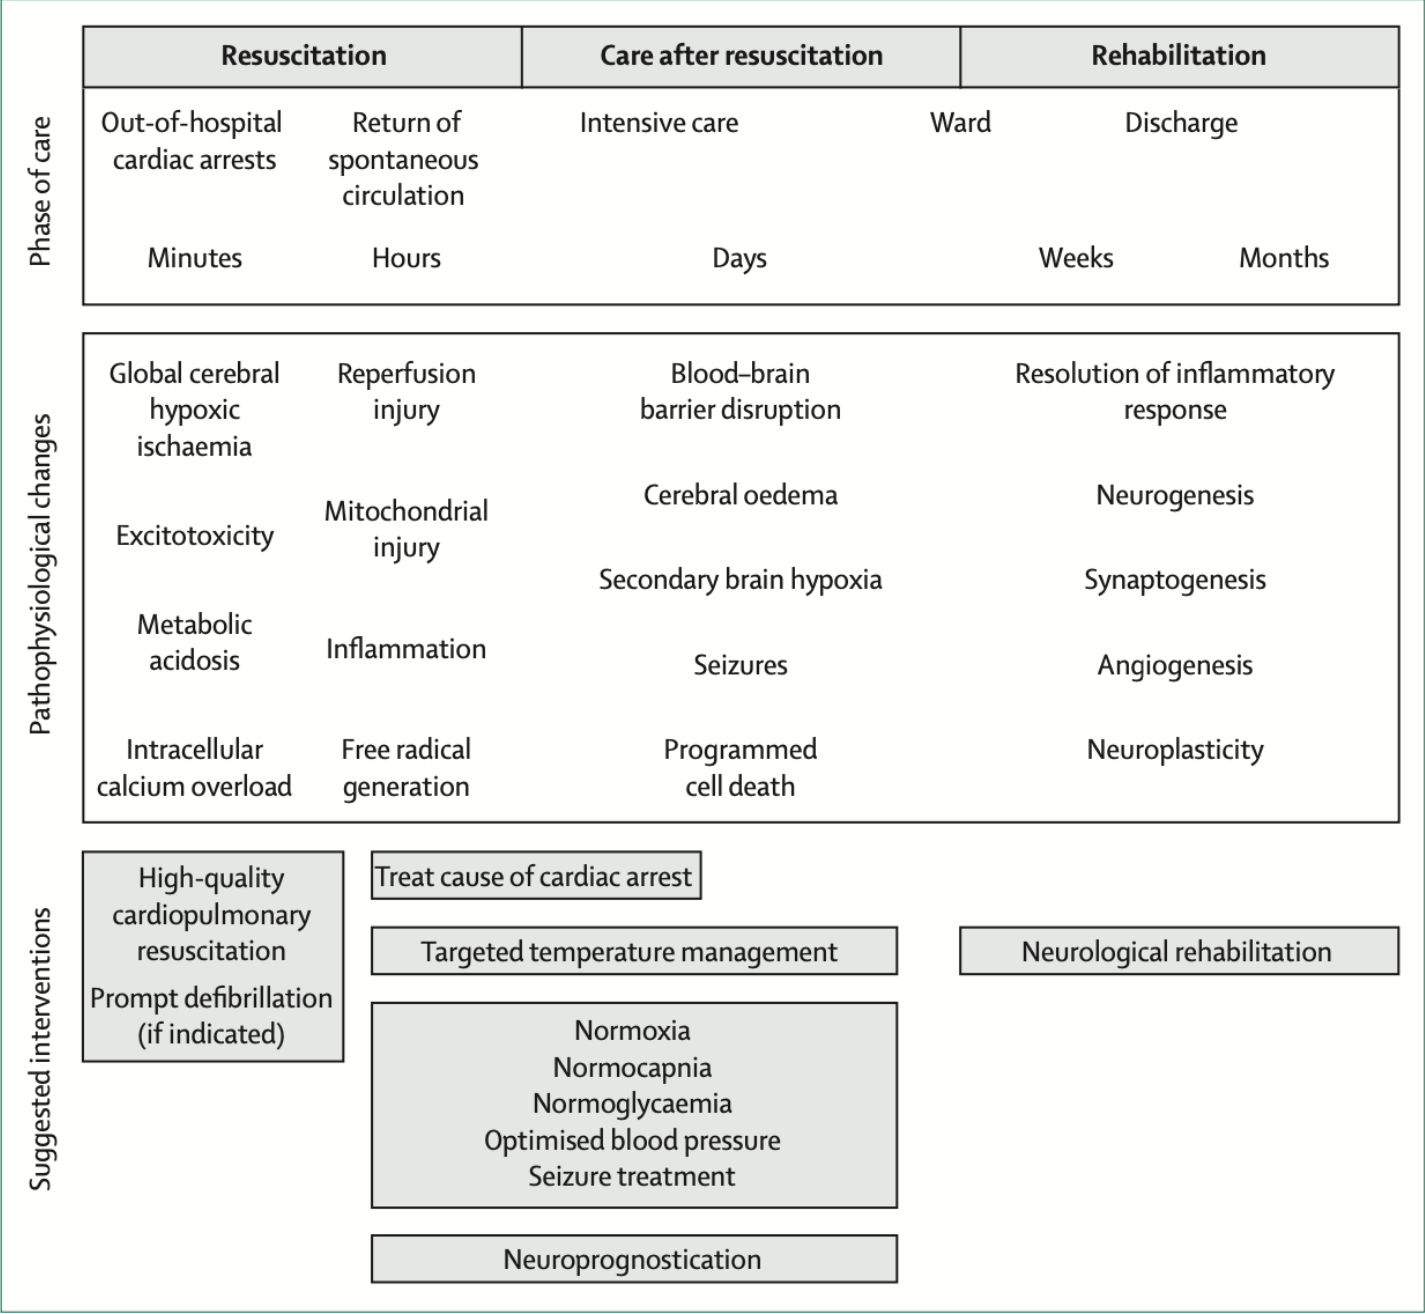 Resuscitation
Care after resuscitation
Rehabilitation
Phase of care
Out-of-hospital
cardiac arrests
Return of
spontaneous
circulation
Intensive care
Ward
Discharge
Minutes
Hours
Days
Weeks
Months
Pathophysiological changes
Global cerebral
hypoxic
ischaemia
Excitotoxicity
Metabolic
acidosis
Intracellular
calcium overload
Reperfusion
injury
Mitochondrial
injury
Inflammation
Free radical
generation
Blood–brain
barrier disruption
Cerebral oedema
Secondary brain hypoxia
Seizures
Programmed
cell death
Resolution of inflammatory
response
Neurogenesis
Synaptogenesis
Angiogenesis
Neuroplasticity
Suggested interventions
High-quality
cardiopulmonary
resuscitation
Prompt defibrillation
(if indicated)
Treat cause of cardiac arrest
Targeted temperature management
Normoxia
Normocapnia
Normoglycaemia
Optimised blood pressure
Seizure treatment
Neuroprognostication
Neurological rehabilitation